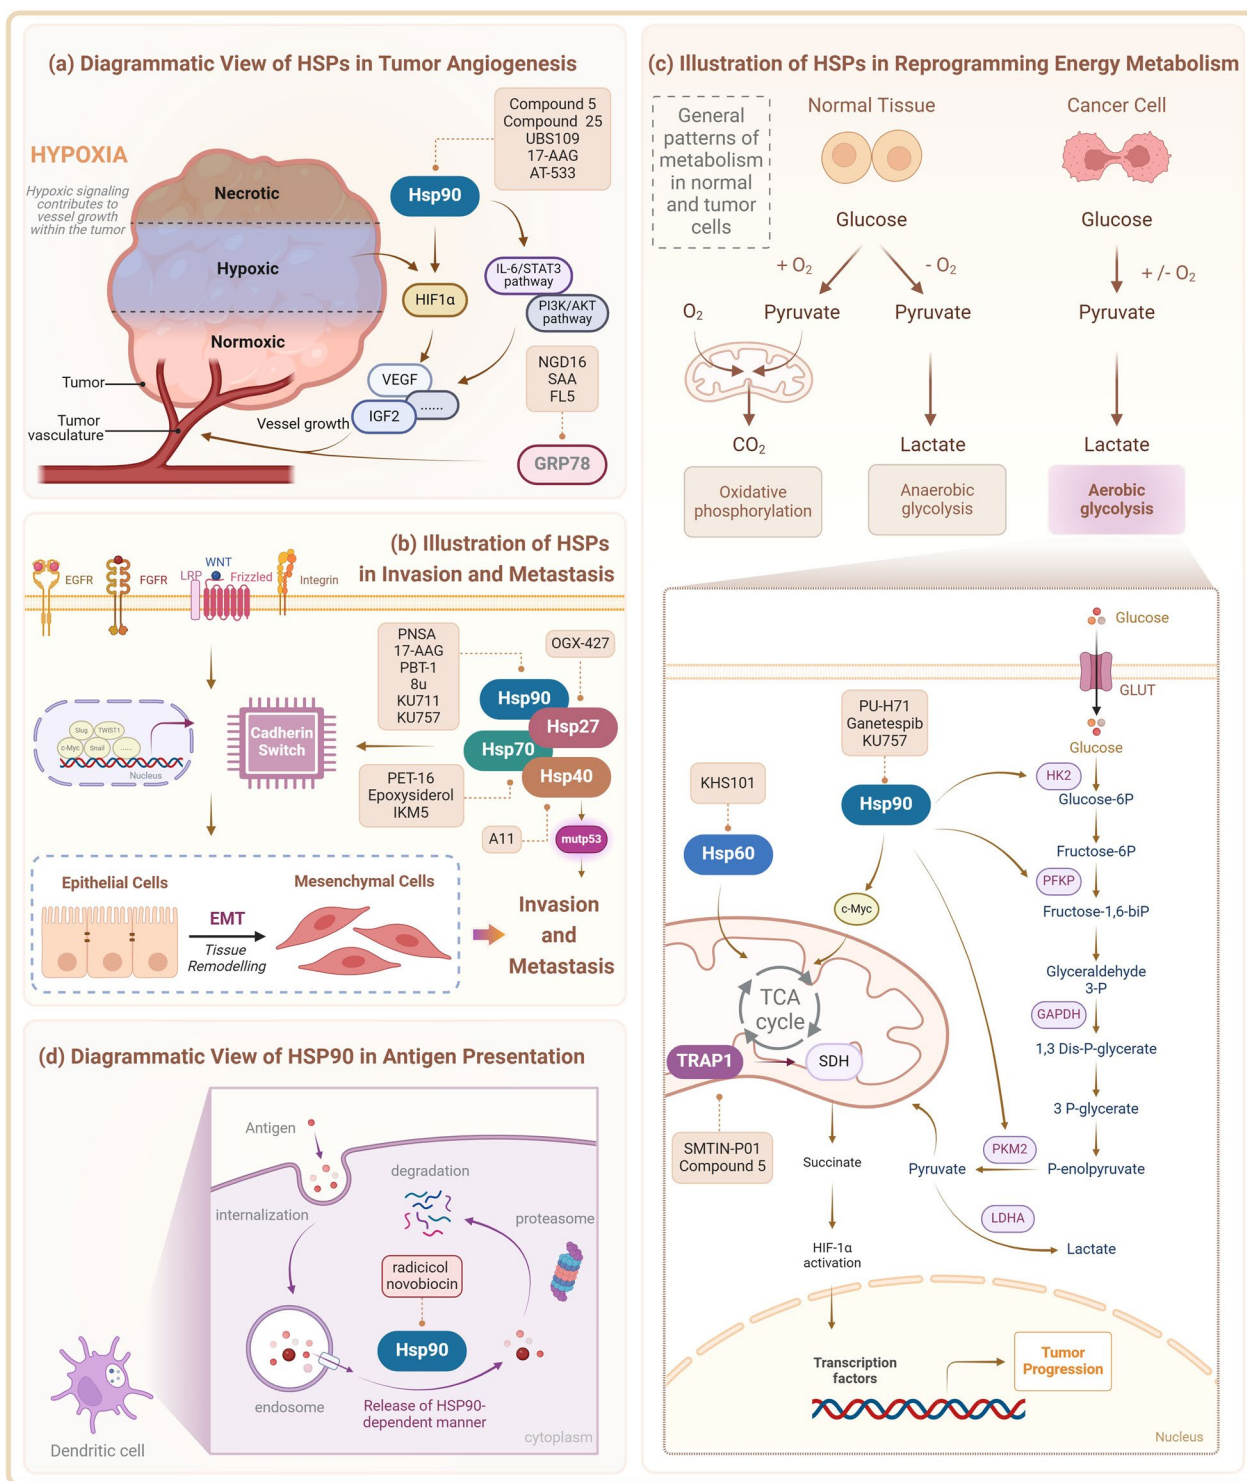 (a) Diagrammatic View of HSPs in Tumor Angiogenesis
HYPOXIA
Hypoxic signaling
contributes to
vessel growth
within the tumor
Necrotic
Hypoxic
Normoxic
Tumor
Tumor
vasculature
Compound 5
Compound 25
UBS109
17-AAG
AT-533
Hsp90
IL-6/STAT3
pathway
PI3K/AKT
pathway
HIF1α
VEGF
IGF2
......
Vessel growth
NGD16
SAA
FL5
GRP78
(b) Illustration of HSPs
in Invasion and Metastasis
EGFR
FGFR
LRP
WNT
Frizzled
Integrin
PNSA
17-AAG
PBT-1
8u
KU711
KU757
OGX-427
Hsp90
Hsp27
Hsp70
Hsp40
Slug
TWIST1
c-Myc
Snail
......
Nucleus
Cadherin
Switch
PET-16
Epoxysiderol
IKM5
A11
mutp53
Epithelial Cells
EMT
Tissue
Remodelling
Mesenchymal Cells
Invasion
and
Metastasis
(d) Diagrammatic View of HSP90 in Antigen Presentation
Antigen
internalization
degradation
proteasome
radicicol
novobiocin
Hsp90
endosome
Release of HSP90-
dependent manner
cytoplasm
Dendritic cell
(c) Illustration of HSPs in Reprogramming Energy Metabolism
General
patterns of
metabolism
in normal
and tumor
cells
Normal Tissue
Cancer Cell
Glucose
Glucose
+ O2
- O2
+ /- O2
O2
Pyruvate
Pyruvate
Pyruvate
CO2
Lactate
Lactate
Oxidative
phosphorylation
Anaerobic
glycolysis
Aerobic
glycolysis
Glucose
GLUT
Glucose
PU-H71
Ganetespib
KU757
KHS101
Hsp90
Hsp60
HK2
Glucose-6P
Fructose-6P
PFKP
Fructose-1,6-biP
c-Myc
Glyceraldehyde
3-P
GAPDH
1,3 Dis-P-glycerate
3 P-glycerate
TCA
cycle
TRAP1
SDH
SMTIN-P01
Compound 5
Succinate
PKM2
Pyruvate
P-enolpyruvate
LDHA
Lactate
HIF-1α
activation
Transcription
factors
Tumor
Progression
Nucleus